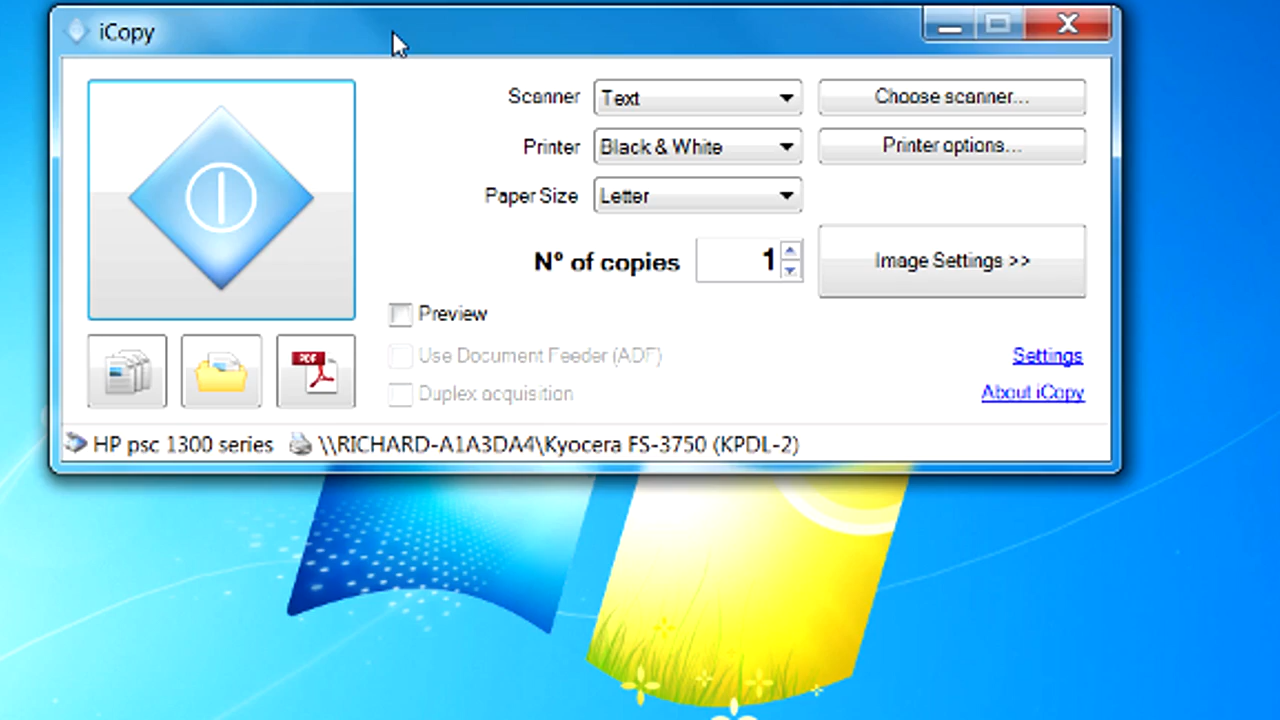 iCopy
Scanner Text Choose scanner...
Printer Black & White Printer options...
Paper Size Letter
Nº of copies 1 Image Settings >>
Preview
Use Document Feeder (ADF) Settings
Duplex acquisition About iCopy
PDF
HP psc 1300 series \\RICHARD-A1A3DA4\Kyocera FS-3750 (KPDL-2)